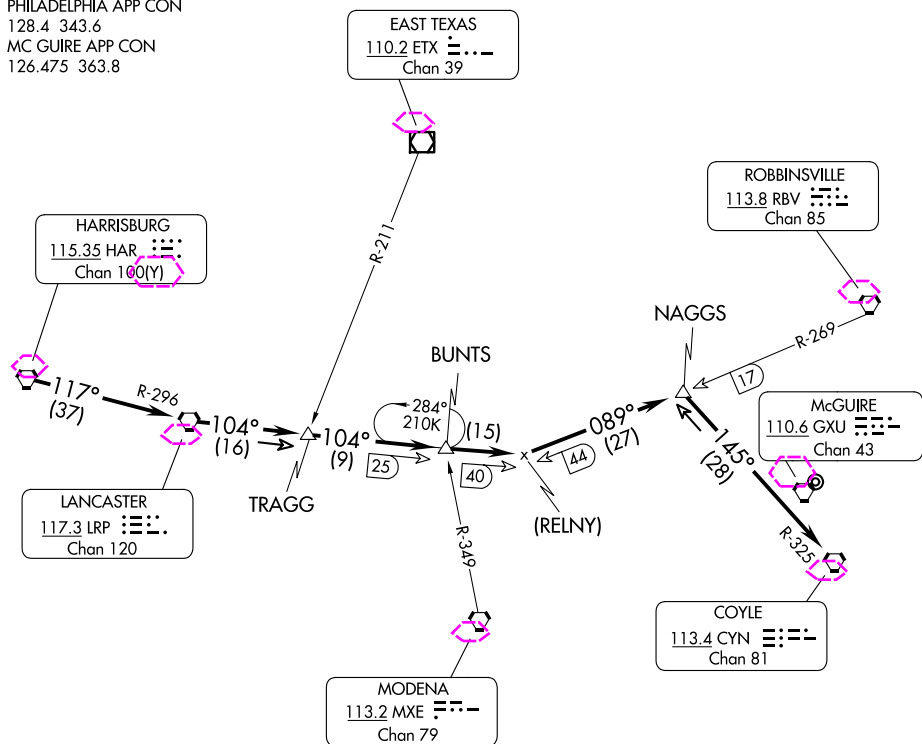 PHILADELPHIA APP CON
128.4 343.6
MC GUIRE APP CON
126.475 363.8
EAST TEXAS
110.2 ETX
Chan 39
ROBBINSVILLE
113.8 RBV
Chan 85
HARRISBURG
115.35 HAR
Chan 100(Y)
R-211
NAGGS
R-269
17
BUNTS
117°
(37)
R-296
104°
(16)
104°
(9)
284°
210K
25
(15)
40
44
089°
(27)
145°
(28)
McGUIRE
110.6 GXU
Chan 43
LANCASTER
117.3 LRP
Chan 120
TRAGG
(RELNY)
R-349
R-325
COYLE
113.4 CYN
Chan 81
MODENA
113.2 MXE
Chan 79